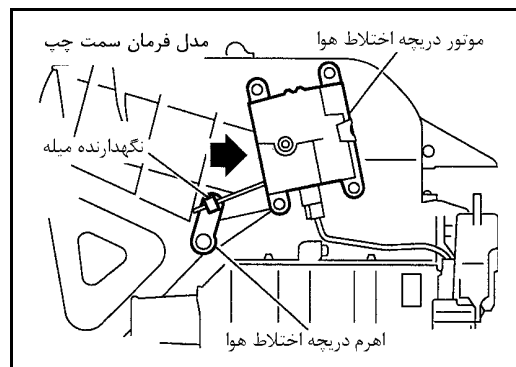 مدل فرمان سمت چپ
موتور دریچه اختلاط هوا
نگهدارنده میله
اهرم دریچه اختلاط هوا